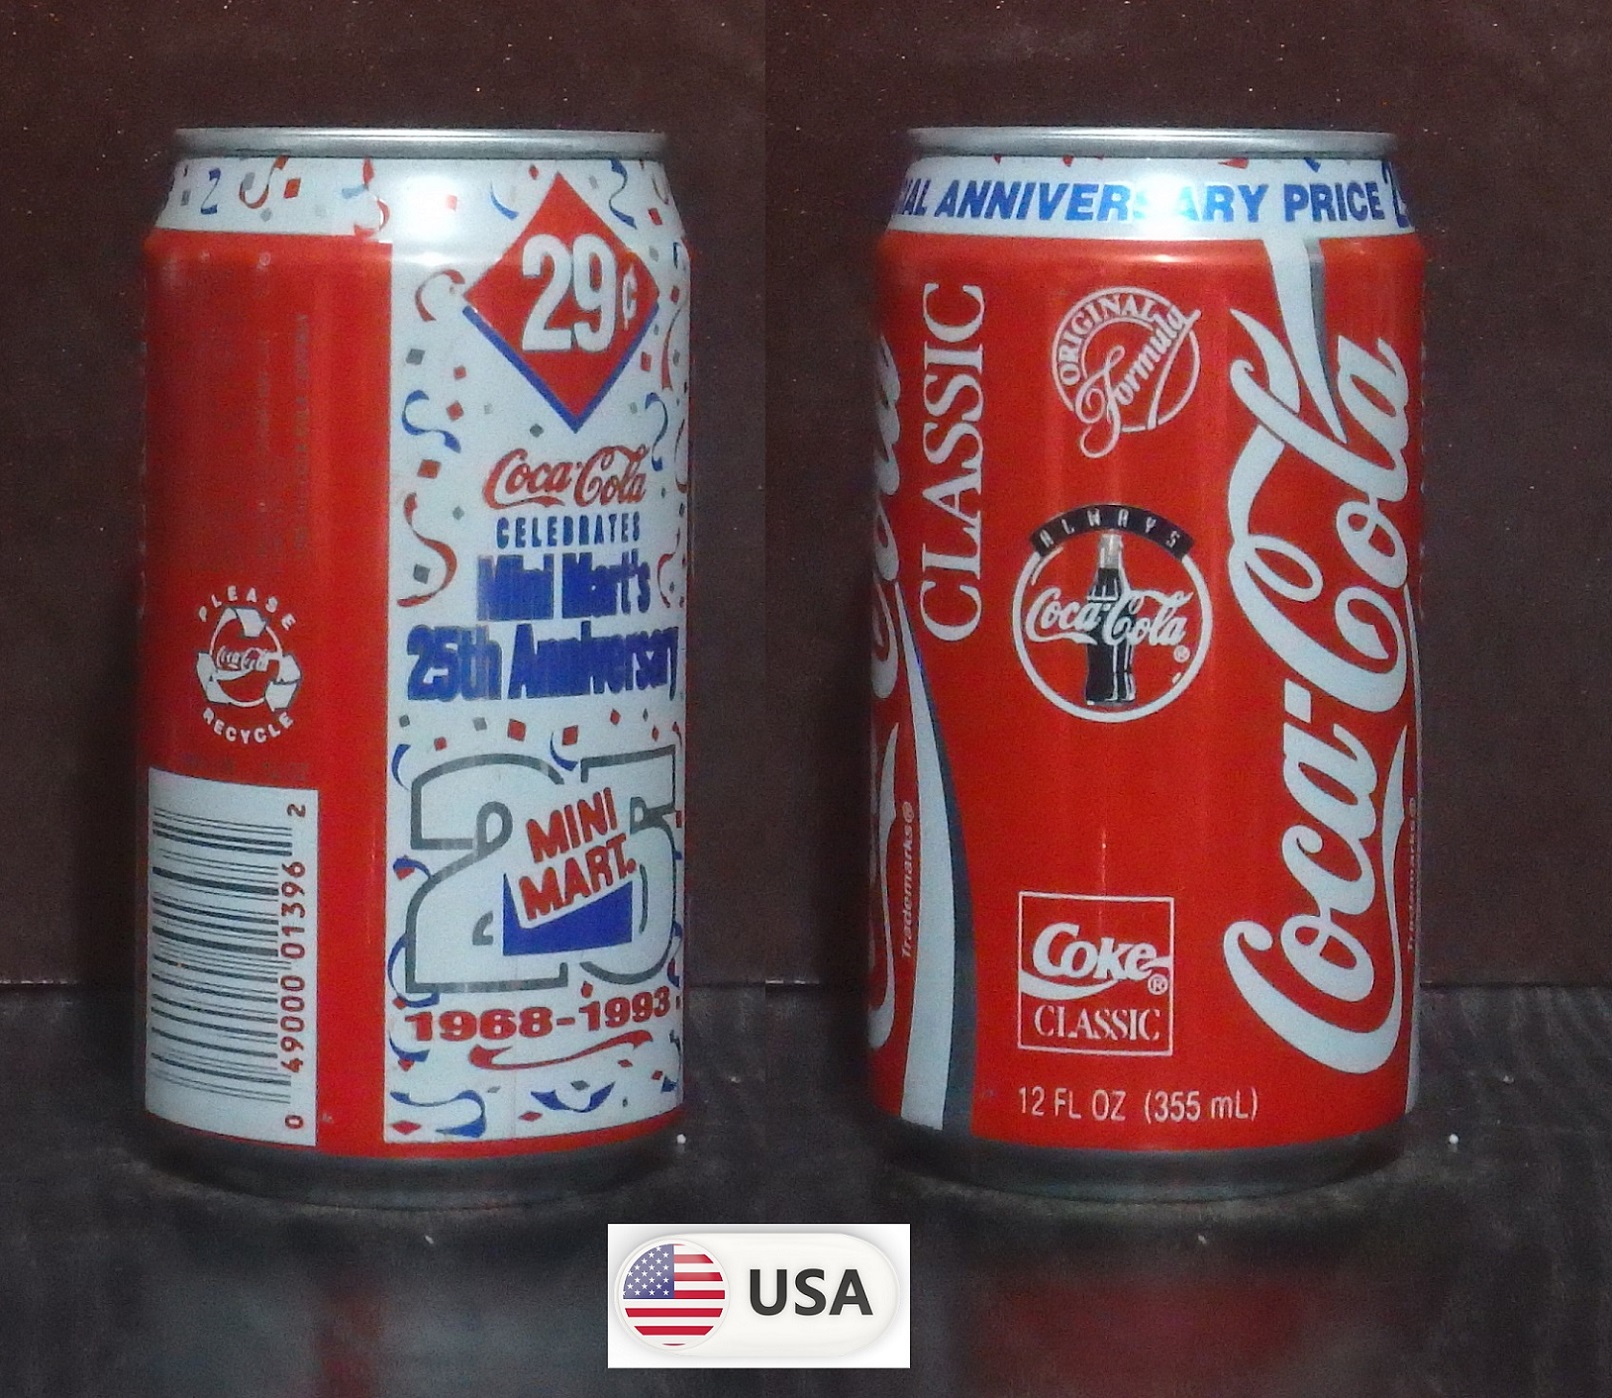 29¢
Coca-Cola
CELEBRATES
Mini Mart's
25th Anniversary
25
MINI
MART.
1968-1993
PLEASE
Coca-Cola
RECYCLE
0 49000 01396 2
ANNIVERSARY PRICE
CLASSIC
ORIGINAL
Formula
ALWAYS
Coca-Cola®
Coca-Cola
Trademarks®
Trademarks®
Coke®
CLASSIC
12 FL OZ (355 mL)
USA